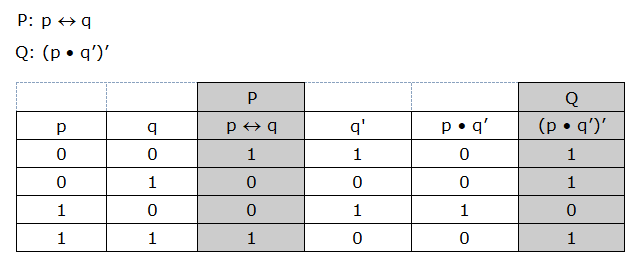 P: p ↔ q
Q: (p • q’)’
P Q
p q p ↔ q q' p • q’ (p • q’)’
0 0 1 1 0 1
0 1 0 0 0 1
1 0 0 1 1 0
1 1 1 0 0 1